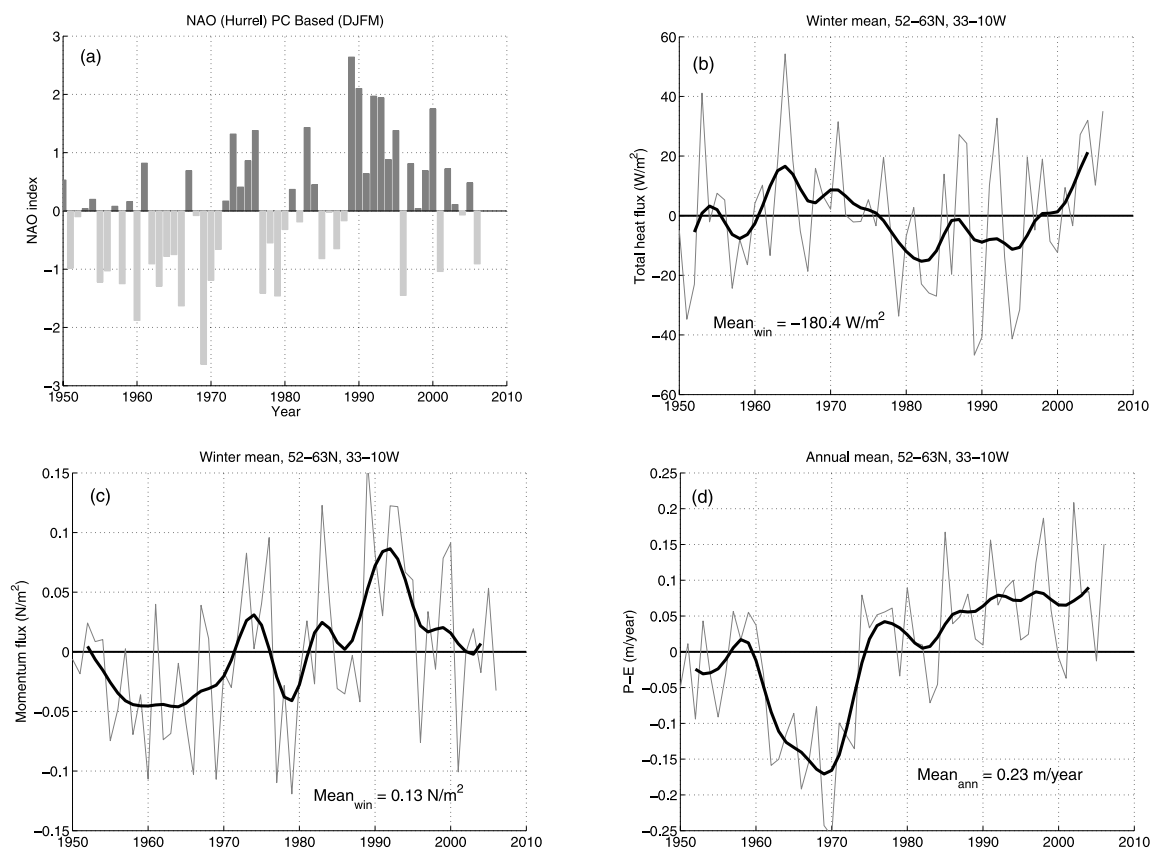 NAO (Hurrel) PC Based (DJFM)
(a)
3
2
1
0
−1
−2
−3
NAO index
1950 1960 1970 1980 1990 2000 2010
Year
Winter mean, 52−63N, 33−10W
(b)
60
40
20
0
−20
−40
−60
Total heat flux (W/m²)
Mean_win = −180.4 W/m²
1950 1960 1970 1980 1990 2000 2010
Winter mean, 52−63N, 33−10W
(c)
0.15
0.1
0.05
0
−0.05
−0.1
−0.15
Momentum flux (N/m²)
Mean_win = 0.13 N/m²
1950 1960 1970 1980 1990 2000 2010
Annual mean, 52−63N, 33−10W
(d)
0.25
0.2
0.15
0.1
0.05
0
−0.05
−0.1
−0.15
−0.2
−0.25
P−E (m/year)
Mean_ann = 0.23 m/year
1950 1960 1970 1980 1990 2000 2010